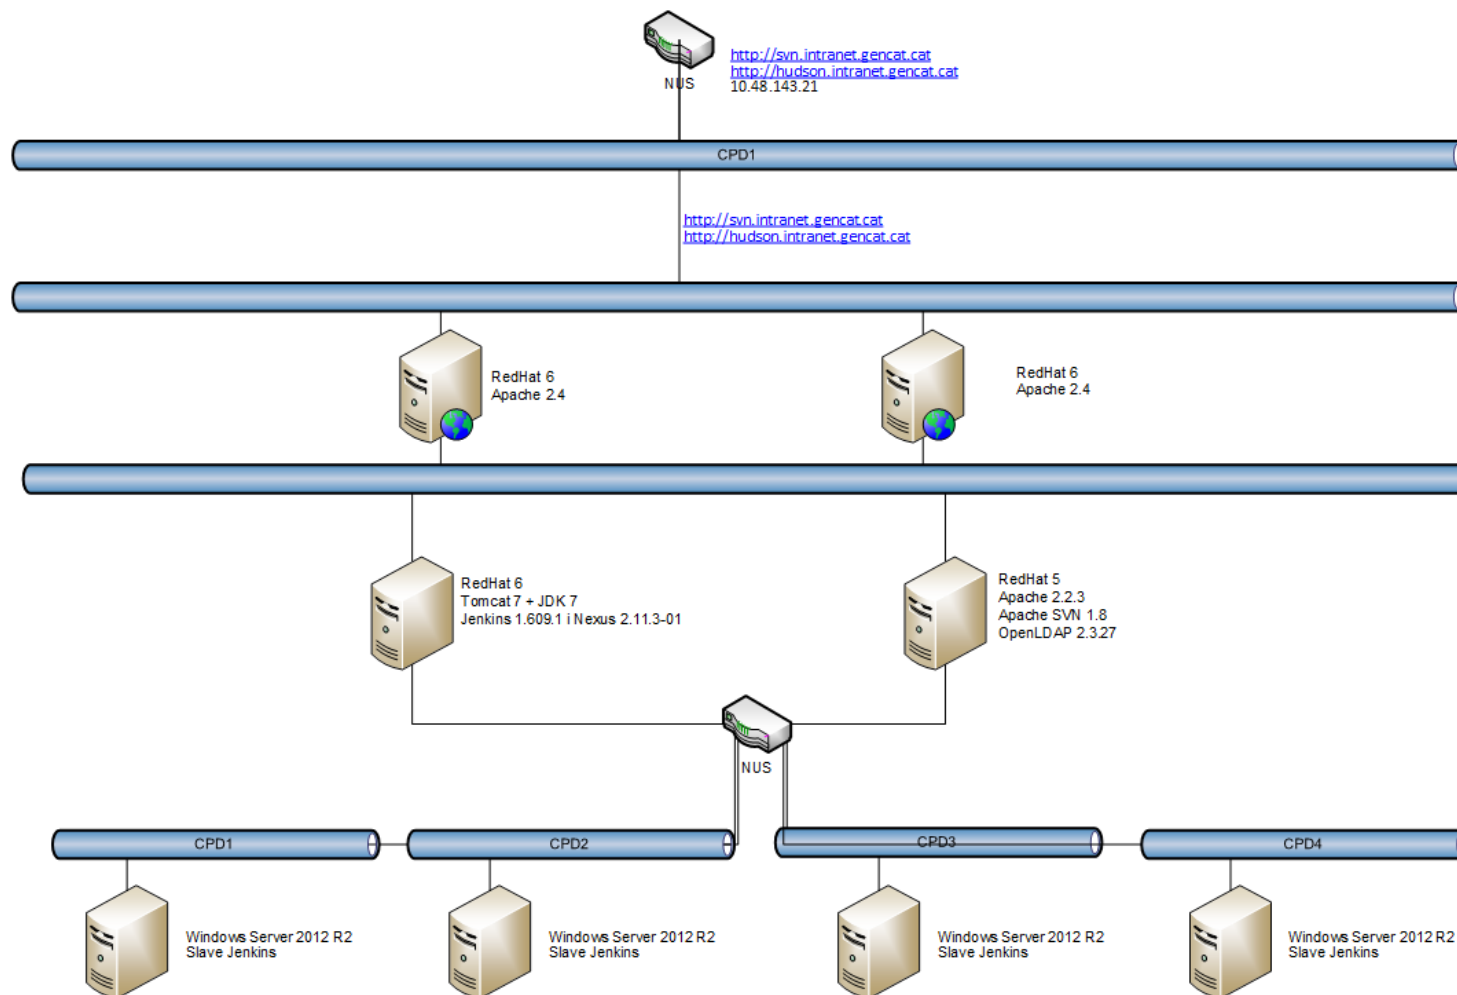 http://svn.intranet.gencat.cat
http://hudson.intranet.gencat.cat
NUS
10.48.143.21
CPD1
http://svn.intranet.gencat.cat
http://hudson.intranet.gencat.cat
RedHat 6
Apache 2.4
RedHat 6
Apache 2.4
RedHat 6
Tomcat 7 + JDK 7
Jenkins 1.609.1 i Nexus 2.11.3-01
RedHat 5
Apache 2.2.3
Apache SVN 1.8
OpenLDAP 2.3.27
NUS
CPD1
CPD2
CPD3
CPD4
Windows Server 2012 R2
Slave Jenkins
Windows Server 2012 R2
Slave Jenkins
Windows Server 2012 R2
Slave Jenkins
Windows Server 2012 R2
Slave Jenkins